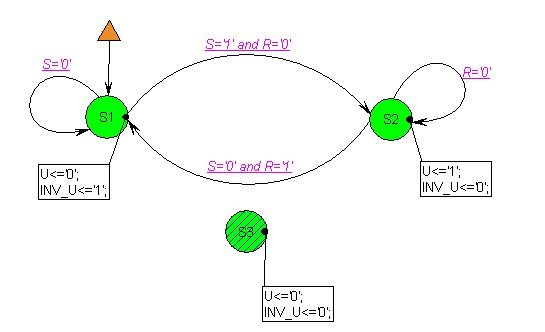 S='1' and R='0'
S='0'
R='0'
S1
S2
S='0' and R='1'
U<='0';
INV_U<='1';
U<='1';
INV_U<='0';
S3
U<='0';
INV_U<='0';